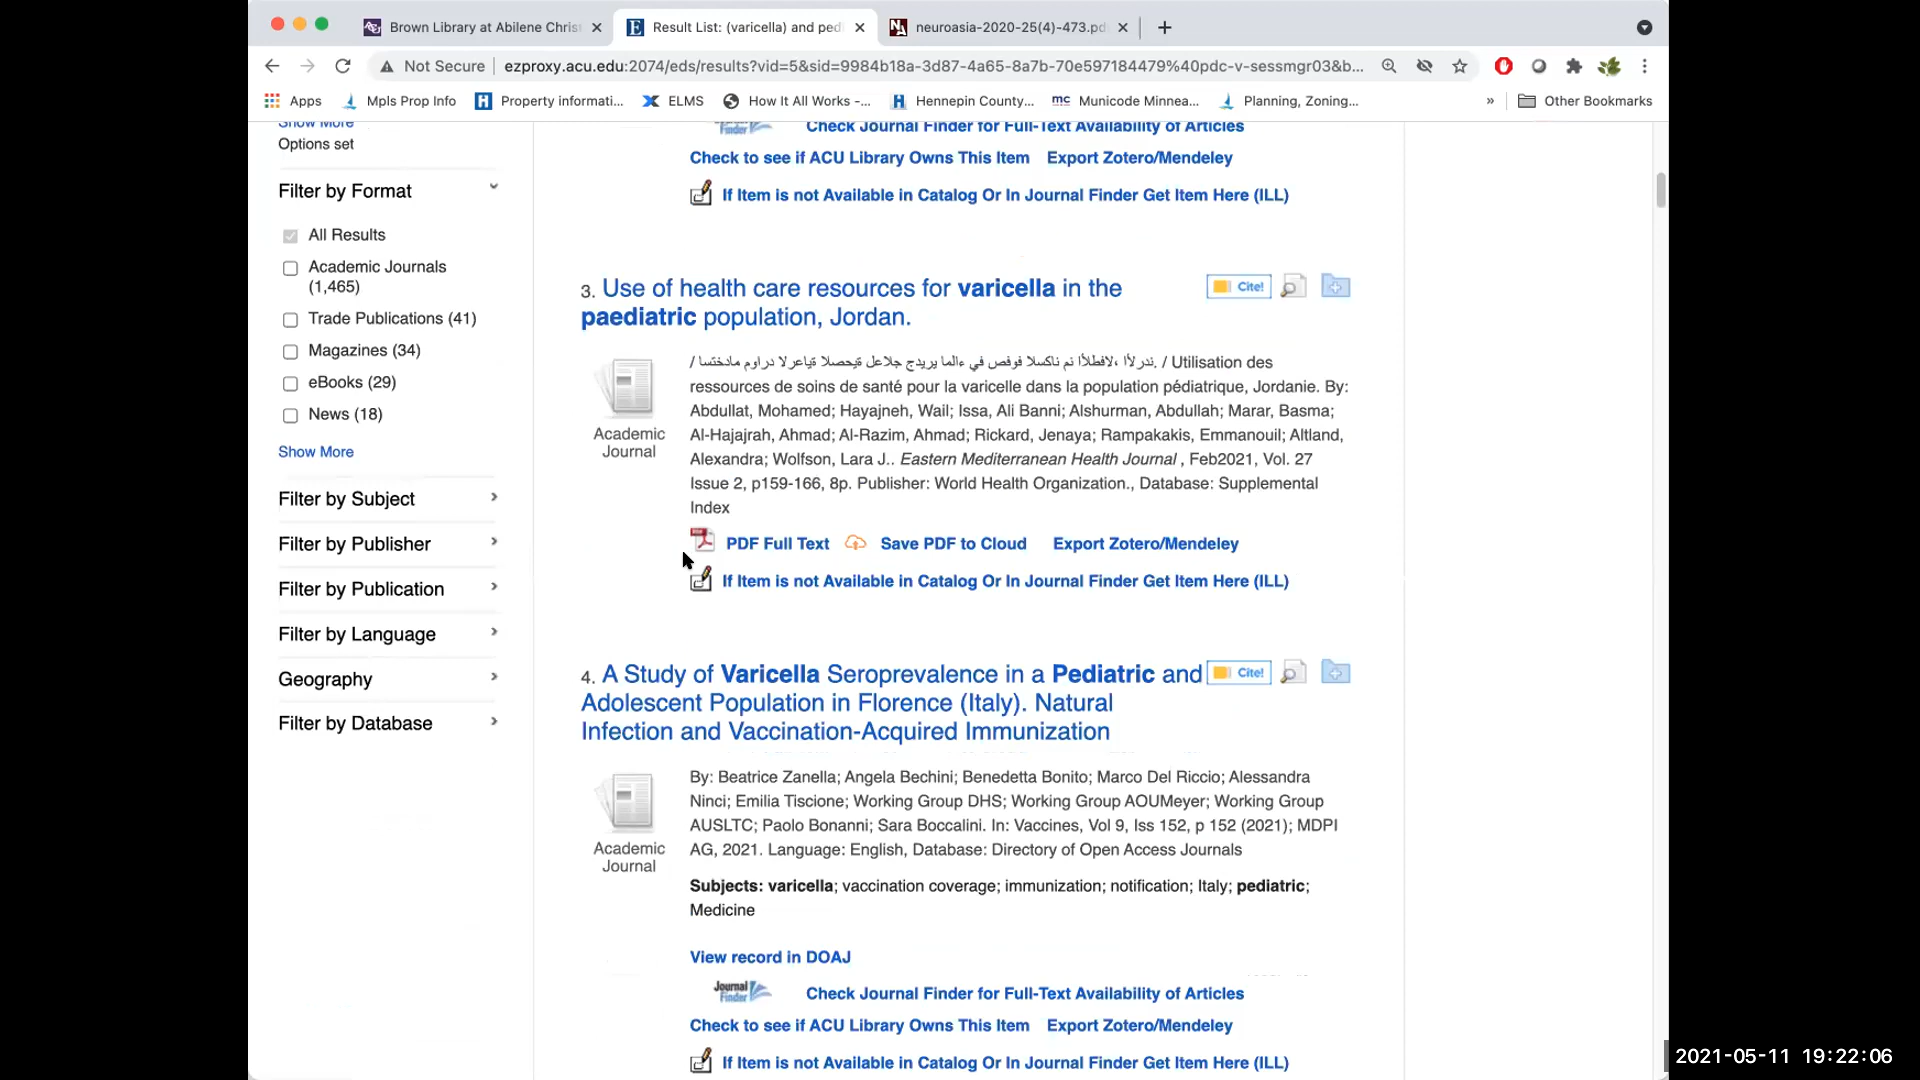 Brown Library at Abilene Christ
Result List: (varicella) and ped
neuroasia-2020-25(4)-473.pd
Not Secure
ezproxy.acu.edu:2074/eds/results?vid=5&sid=9984b18a-3d87-4a65-8a7b-70e597184479%40pdc-v-sessmgr03&b...
Apps
Mpls Prop Info
Property informati...
ELMS
How It All Works -...
Hennepin County...
mc Municode Minnea...
Planning, Zoning...
»
Other Bookmarks
Show More
Options set
Filter by Format
All Results
Academic Journals
(1,465)
Trade Publications (41)
Magazines (34)
eBooks (29)
News (18)
Show More
Filter by Subject
Filter by Publisher
Filter by Publication
Filter by Language
Geography
Filter by Database
Check Journal Finder for Full-Text Availability of Articles
Check to see if ACU Library Owns This Item Export Zotero/Mendeley
If Item is not Available in Catalog Or In Journal Finder Get Item Here (ILL)
3. Use of health care resources for varicella in the
paediatric population, Jordan.
Cite!
/ Utilisation des
ressources de soins de santé pour la varicelle dans la population pédiatrique, Jordanie. By:
Abdullat, Mohamed; Hayajneh, Wail; Issa, Ali Banni; Alshurman, Abdullah; Marar, Basma;
Al-Hajajrah, Ahmad; Al-Razim, Ahmad; Rickard, Jenaya; Rampakakis, Emmanouil; Altland,
Alexandra; Wolfson, Lara J.. Eastern Mediterranean Health Journal , Feb2021, Vol. 27
Issue 2, p159-166, 8p. Publisher: World Health Organization., Database: Supplemental
Index
Academic
Journal
PDF Full Text Save PDF to Cloud Export Zotero/Mendeley
If Item is not Available in Catalog Or In Journal Finder Get Item Here (ILL)
4. A Study of Varicella Seroprevalence in a Pediatric and
Adolescent Population in Florence (Italy). Natural
Infection and Vaccination-Acquired Immunization
Cite!
By: Beatrice Zanella; Angela Bechini; Benedetta Bonito; Marco Del Riccio; Alessandra
Ninci; Emilia Tiscione; Working Group DHS; Working Group AOUMeyer; Working Group
AUSLTC; Paolo Bonanni; Sara Boccalini. In: Vaccines, Vol 9, Iss 152, p 152 (2021); MDPI
AG, 2021. Language: English, Database: Directory of Open Access Journals
Academic
Journal
Subjects: varicella; vaccination coverage; immunization; notification; Italy; pediatric;
Medicine
View record in DOAJ
Journal
Finder
Check Journal Finder for Full-Text Availability of Articles
Check to see if ACU Library Owns This Item Export Zotero/Mendeley
If Item is not Available in Catalog Or In Journal Finder Get Item Here (ILL)
2021-05-11 19:22:06